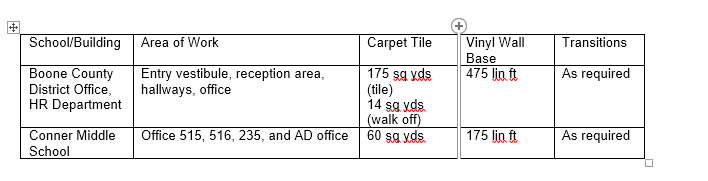 School/Building Area of Work Carpet Tile Vinyl Wall Transitions
Base
Boone County Entry vestibule, reception area, 175 sq yds 475 lin ft As required
District Office, hallways, office (tile)
HR Department 14 sq yds
(walk off)
Conner Middle Office 515, 516, 235, and AD office 60 sq yds 175 lin ft As required
School